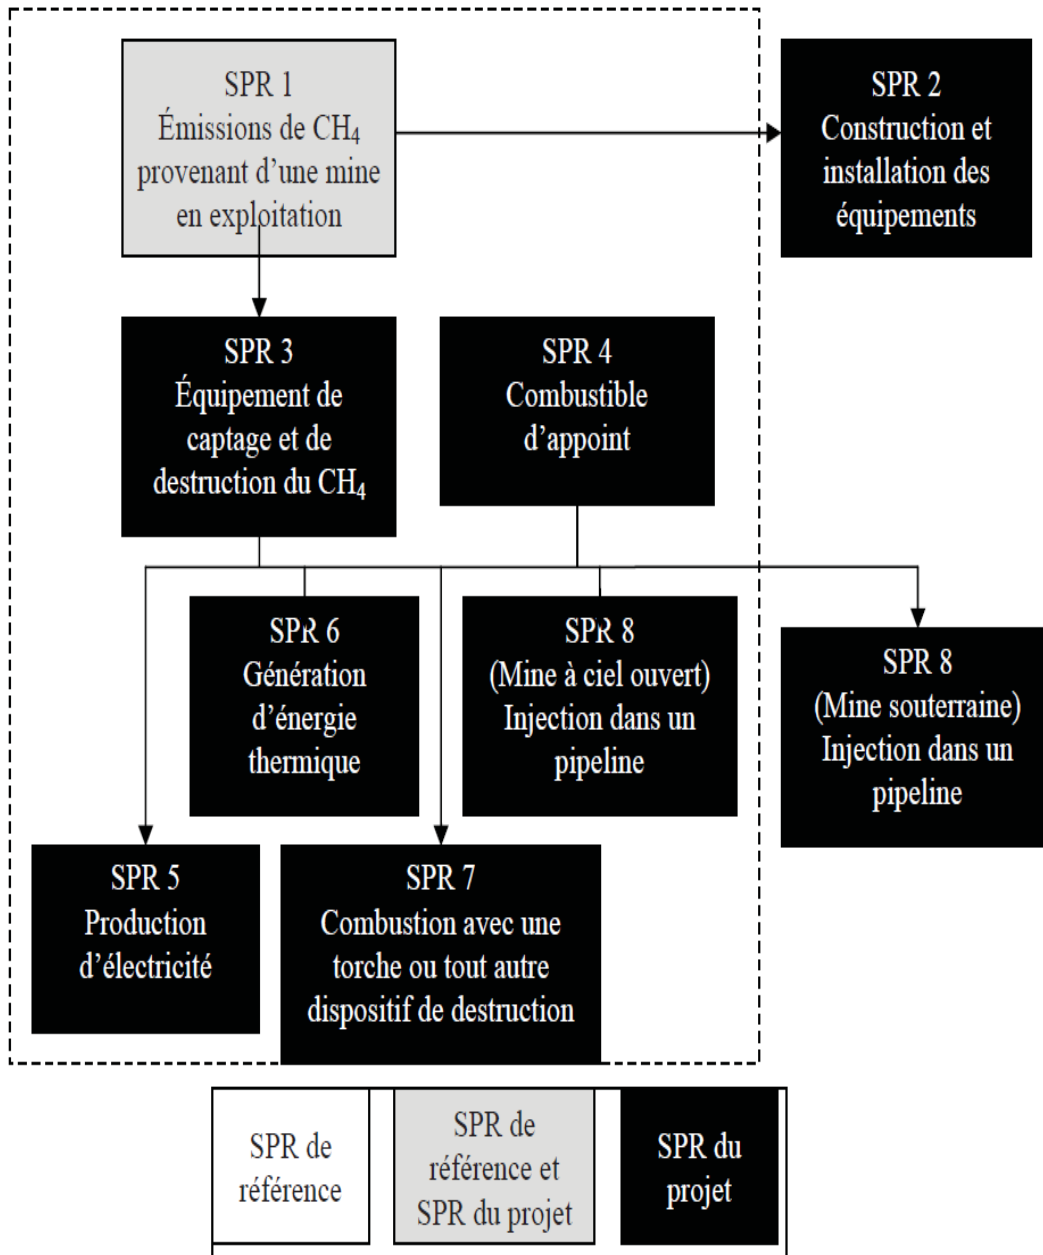 SPR 1
Émissions de CH₄
provenant d’une mine
en exploitation
SPR 2
Construction et
installation des
équipements
SPR 3
Équipement de
captage et de
destruction du CH₄
SPR 4
Combustible
d’appoint
SPR 6
Génération
d’énergie
thermique
SPR 8
(Mine à ciel ouvert)
Injection dans un
pipeline
SPR 8
(Mine souterraine)
Injection dans un
pipeline
SPR 5
Production
d’électricité
SPR 7
Combustion avec une
torche ou tout autre
dispositif de destruction
SPR de
référence
SPR de
référence et
SPR du projet
SPR du
projet